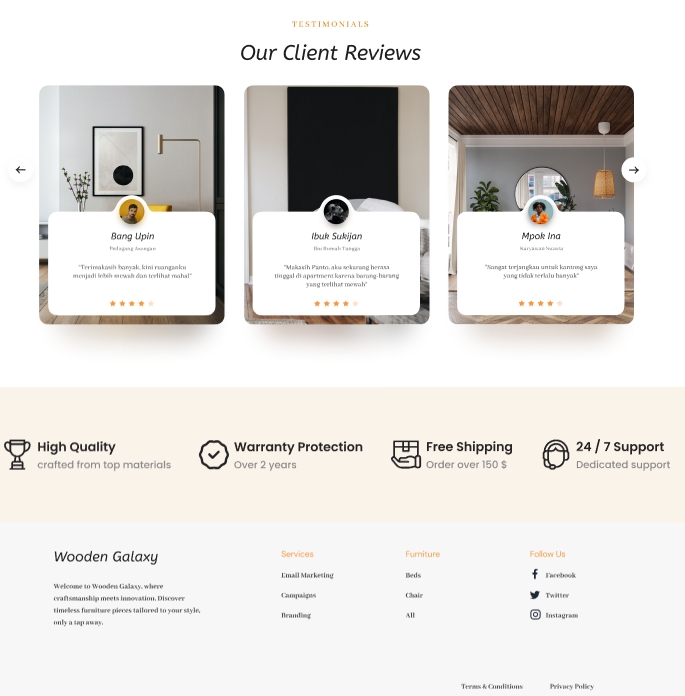 TESTIMONIALS
Our Client Reviews
Bang Upin
Pedagang Asongan
"Terimakasih banyak, kini ruanganku
menjadi lebih mewah dan terlihat mahal"
Ibuk Sukijan
Ibu Rumah Tangga
"Makasih Panto, aku sekarang berasa
tinggal di apartment karena barang-barang
yang terlihat mewah"
Mpok Ina
Karyawan Swasta
"Sangat terjangkau untuk kantong saya
yang tidak terlalu banyak"
High Quality
crafted from top materials
Warranty Protection
Over 2 years
Free Shipping
Order over 150 $
24 / 7 Support
Dedicated support
Wooden Galaxy
Welcome to Wooden Galaxy, where
craftsmanship meets innovation. Discover
timeless furniture pieces tailored to your style,
only a tap away.
Services
Email Marketing
Campaigns
Branding
Furniture
Beds
Chair
All
Follow Us
Facebook
Twitter
Instagram
Terms & Conditions
Privacy Policy